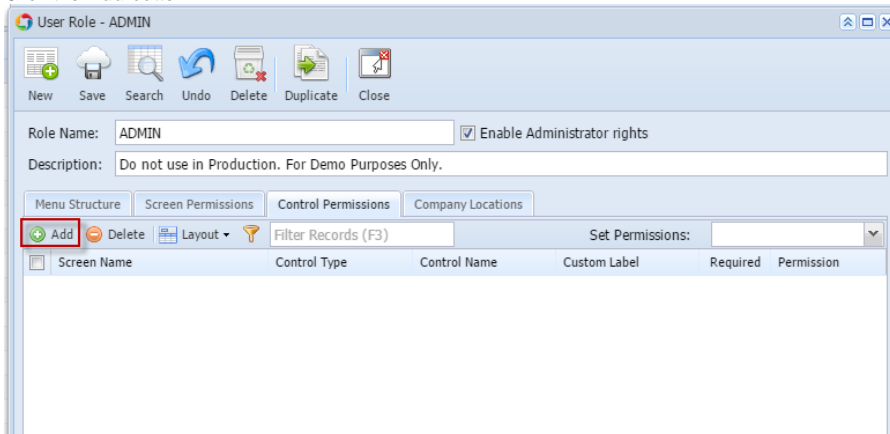 User Role - ADMIN
New Save Search Undo Delete Duplicate Close
Role Name: ADMIN Enable Administrator rights
Description: Do not use in Production. For Demo Purposes Only.
Menu Structure Screen Permissions Control Permissions Company Locations
Add Delete Layout Filter Records (F3) Set Permissions:
Screen Name Control Type Control Name Custom Label Required Permission